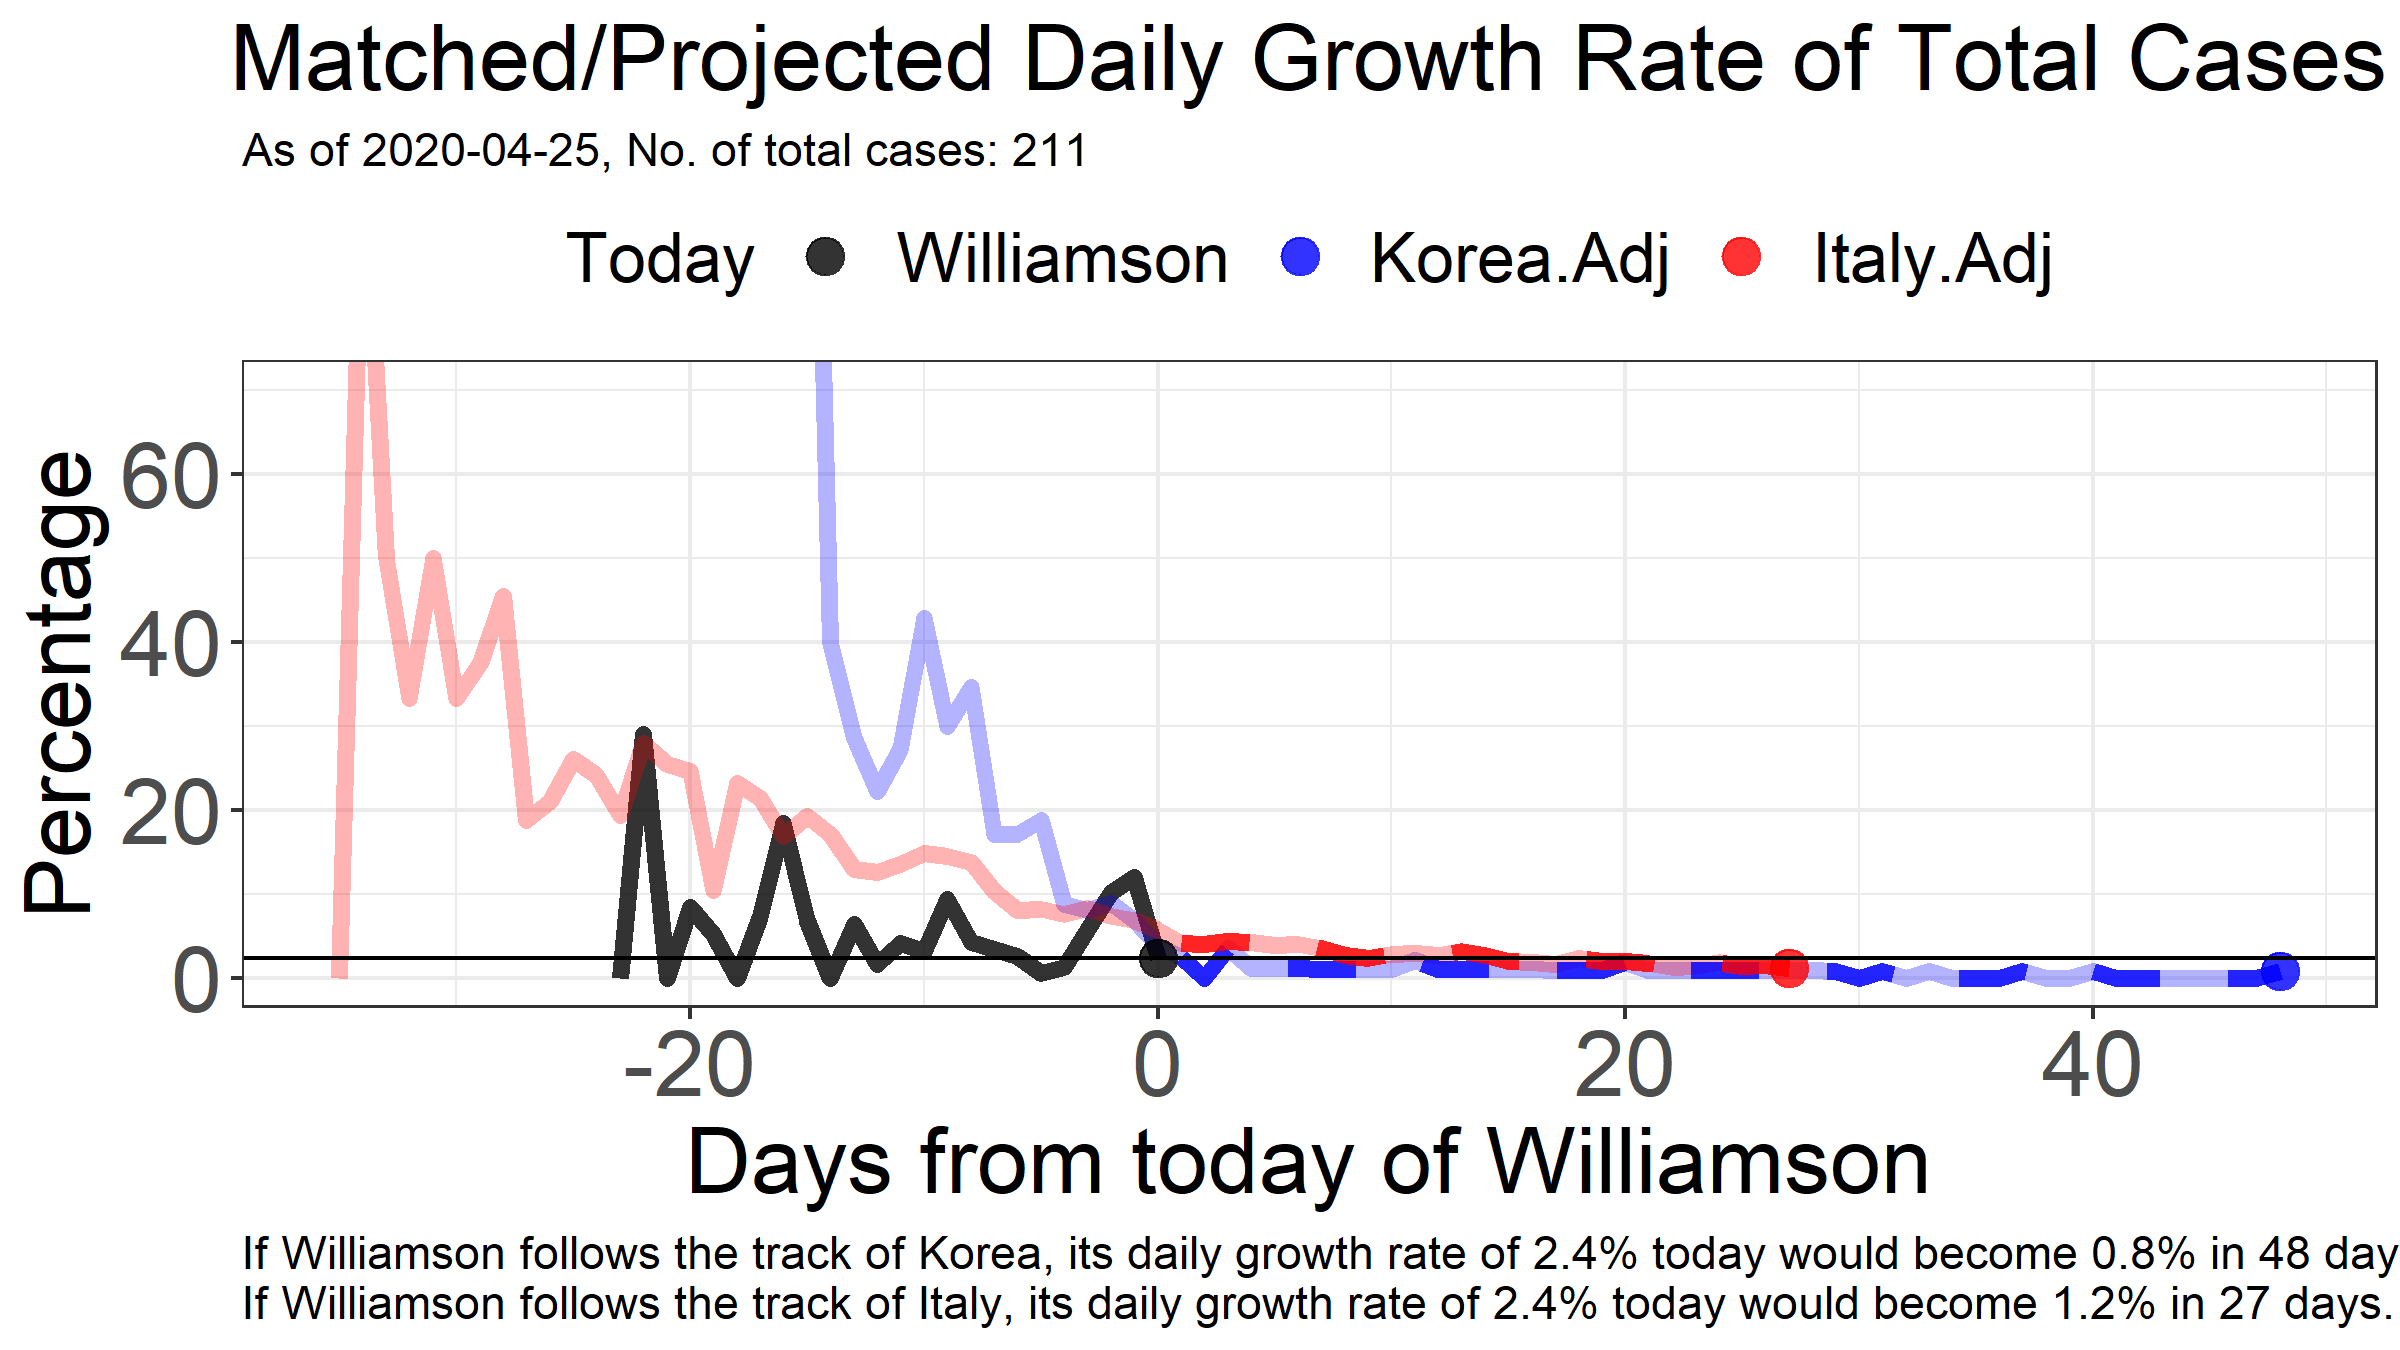 Matched/Projected Daily Growth Rate of Total Cases
As of 2020-04-25, No. of total cases: 211
Today Williamson Korea.Adj Italy.Adj
Percentage
60
40
20
0
-20 0 20 40
Days from today of Williamson
If Williamson follows the track of Korea, its daily growth rate of 2.4% today would become 0.8% in 48 day
If Williamson follows the track of Italy, its daily growth rate of 2.4% today would become 1.2% in 27 days.